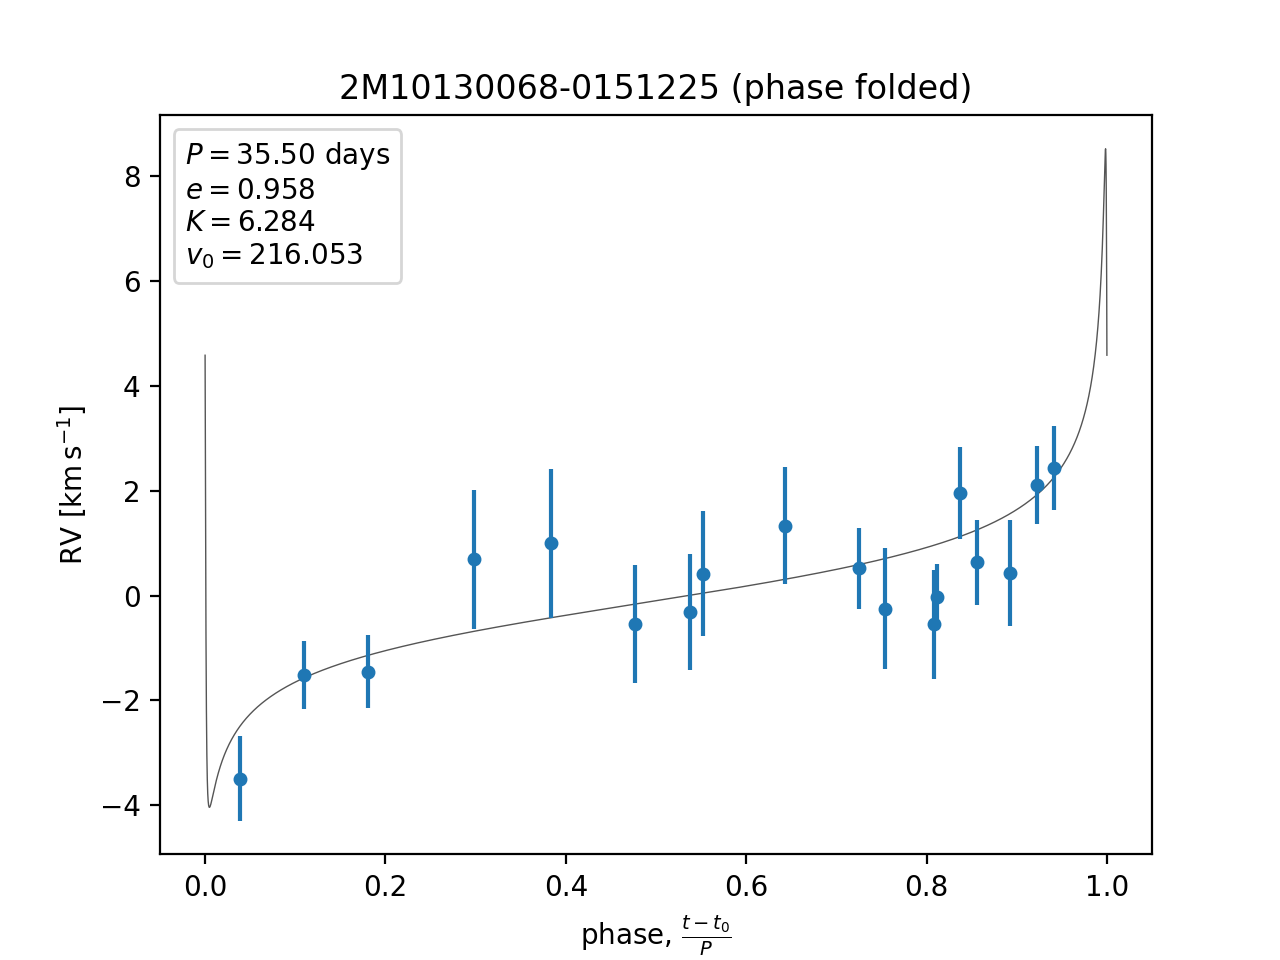 2M10130068-0151225 (phase folded)
P = 35.50 days
e = 0.958
K = 6.284
v₀ = 216.053
8
6
4
2
0
−2
−4
RV [km s⁻¹]
0.0 0.2 0.4 0.6 0.8 1.0
phase, (t − t₀)/P